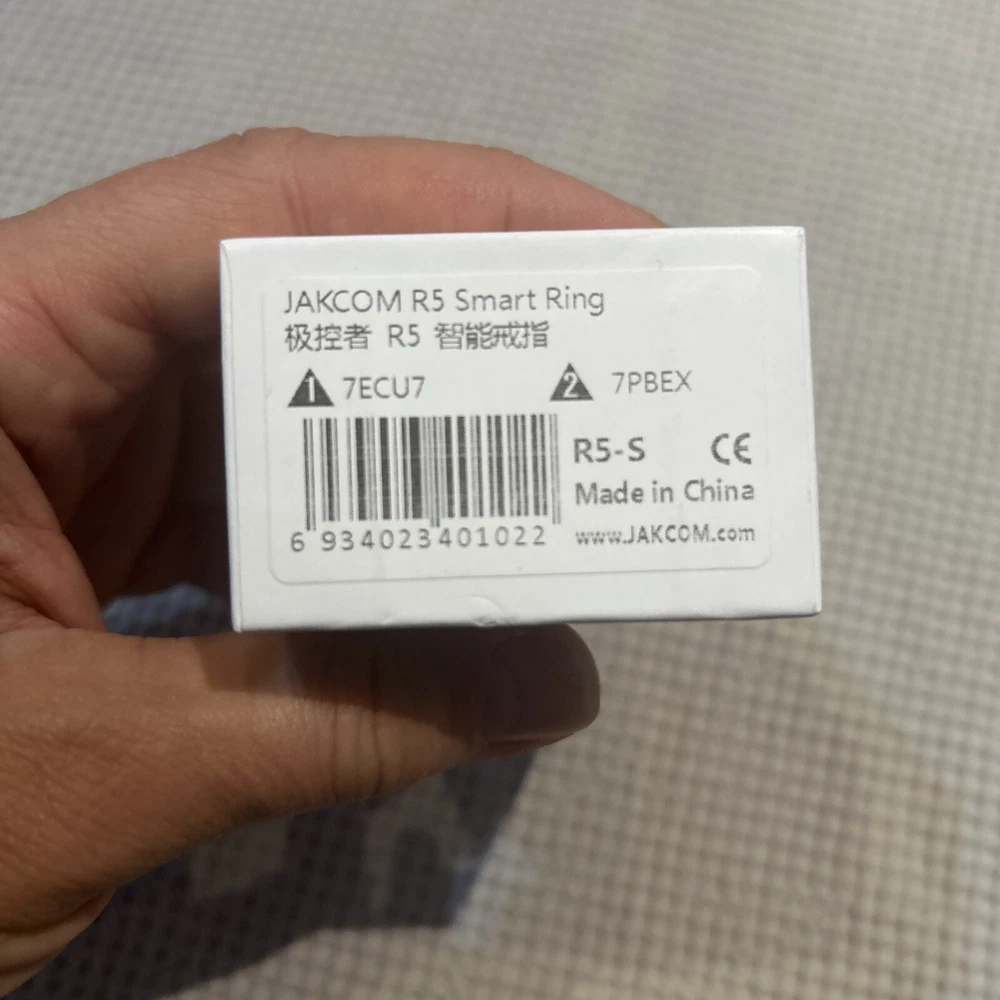 JAKCOM R5 Smart Ring
极控者 R5 智能戒指
1 7ECU7 2 7PBEX
R5-S CE
Made in China
6 934023 401022 www.JAKCOM.com